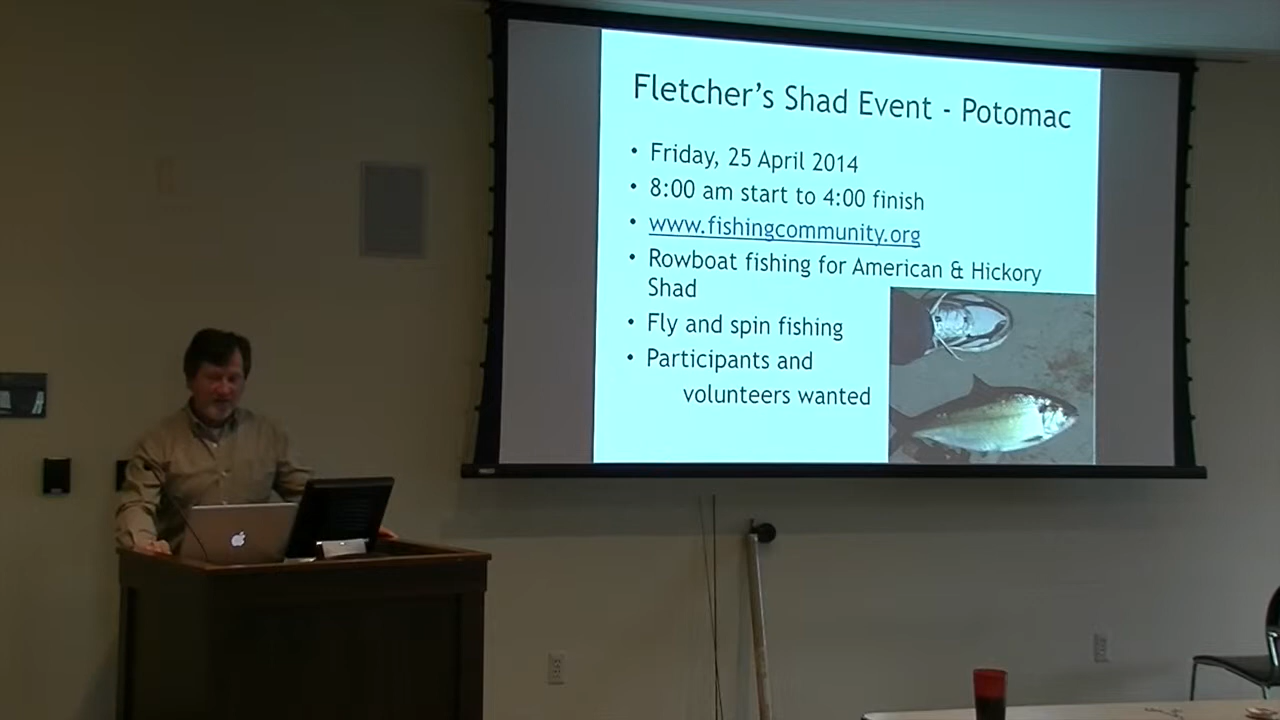 Fletcher's Shad Event - Potomac
• Friday, 25 April 2014
• 8:00 am start to 4:00 finish
• www.fishingcommunity.org
• Rowboat fishing for American & Hickory
Shad
• Fly and spin fishing
• Participants and
volunteers wanted